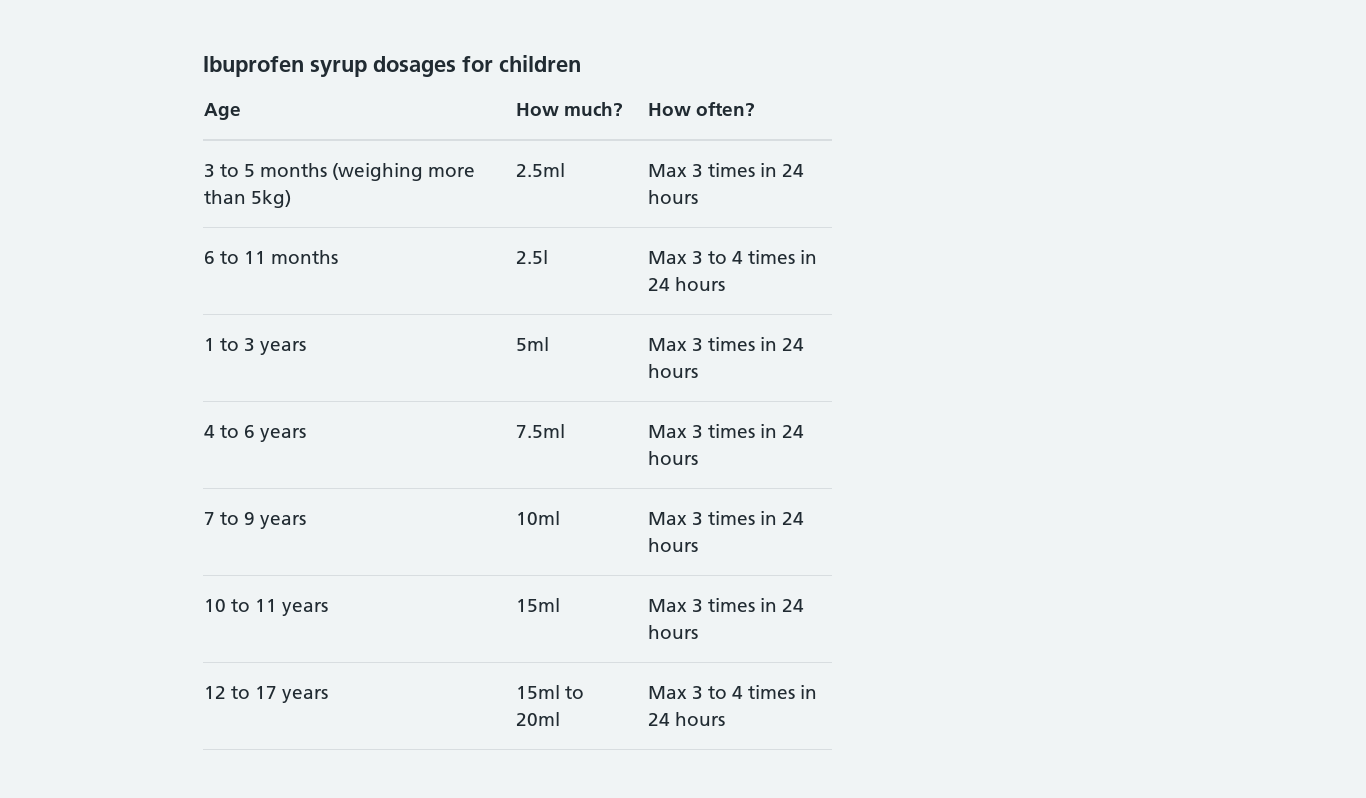 Ibuprofen syrup dosages for children
Age How much? How often?
3 to 5 months (weighing more 2.5ml Max 3 times in 24
than 5kg) hours
6 to 11 months 2.5l Max 3 to 4 times in
24 hours
1 to 3 years 5ml Max 3 times in 24
hours
4 to 6 years 7.5ml Max 3 times in 24
hours
7 to 9 years 10ml Max 3 times in 24
hours
10 to 11 years 15ml Max 3 times in 24
hours
12 to 17 years 15ml to Max 3 to 4 times in
20ml 24 hours